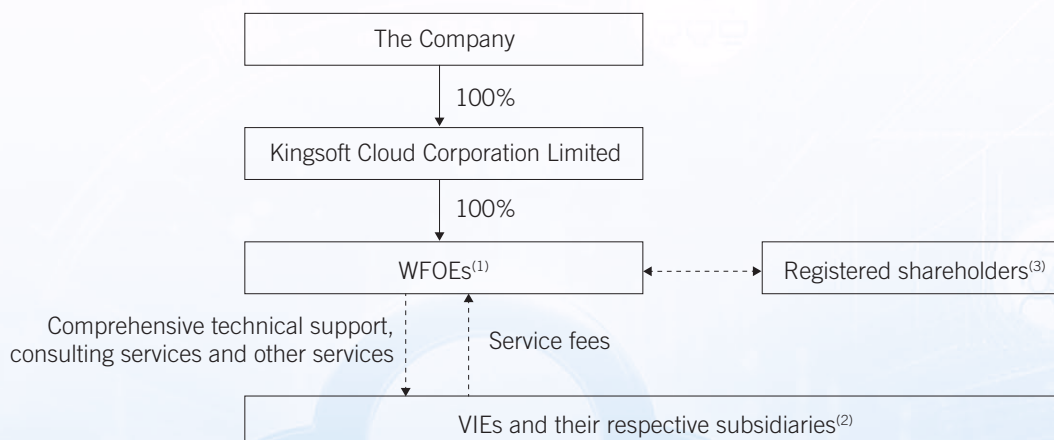 The Company
100%
Kingsoft Cloud Corporation Limited
100%
WFOEs(1)
Registered shareholders(3)
Comprehensive technical support,
consulting services and other services
Service fees
VIEs and their respective subsidiaries(2)